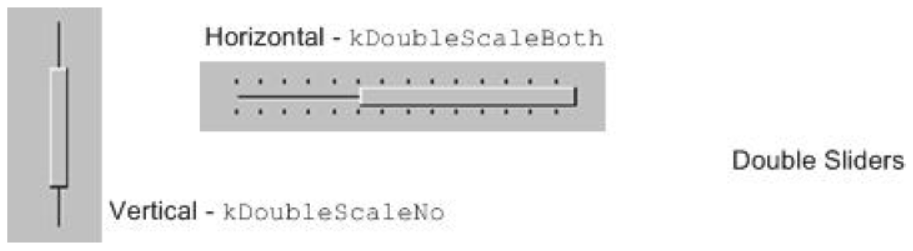 Horizontal - kDoubleScaleBoth
Double Sliders
Vertical - kDoubleScaleNo